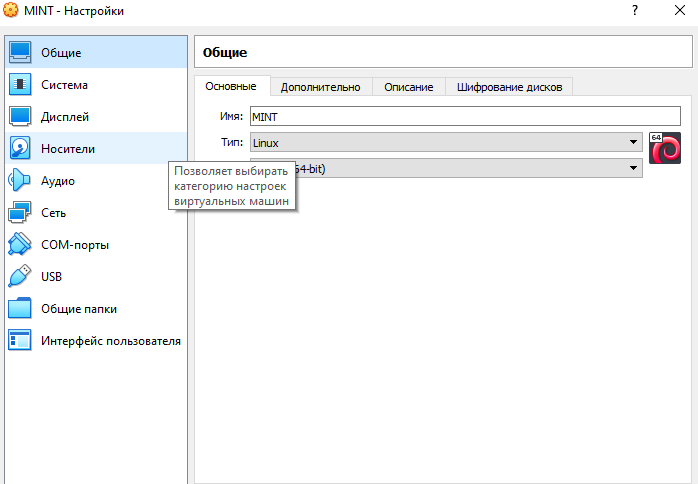 MINT - Настройки
?
Общие
Система
Дисплей
Носители
Аудио
Сеть
COM-порты
USB
Общие папки
Интерфейс пользователя
Общие
Основные
Дополнительно
Описание
Шифрование дисков
Имя: MINT
Тип: Linux
64
64-bit)
Позволяет выбирать
категорию настроек
виртуальных машин